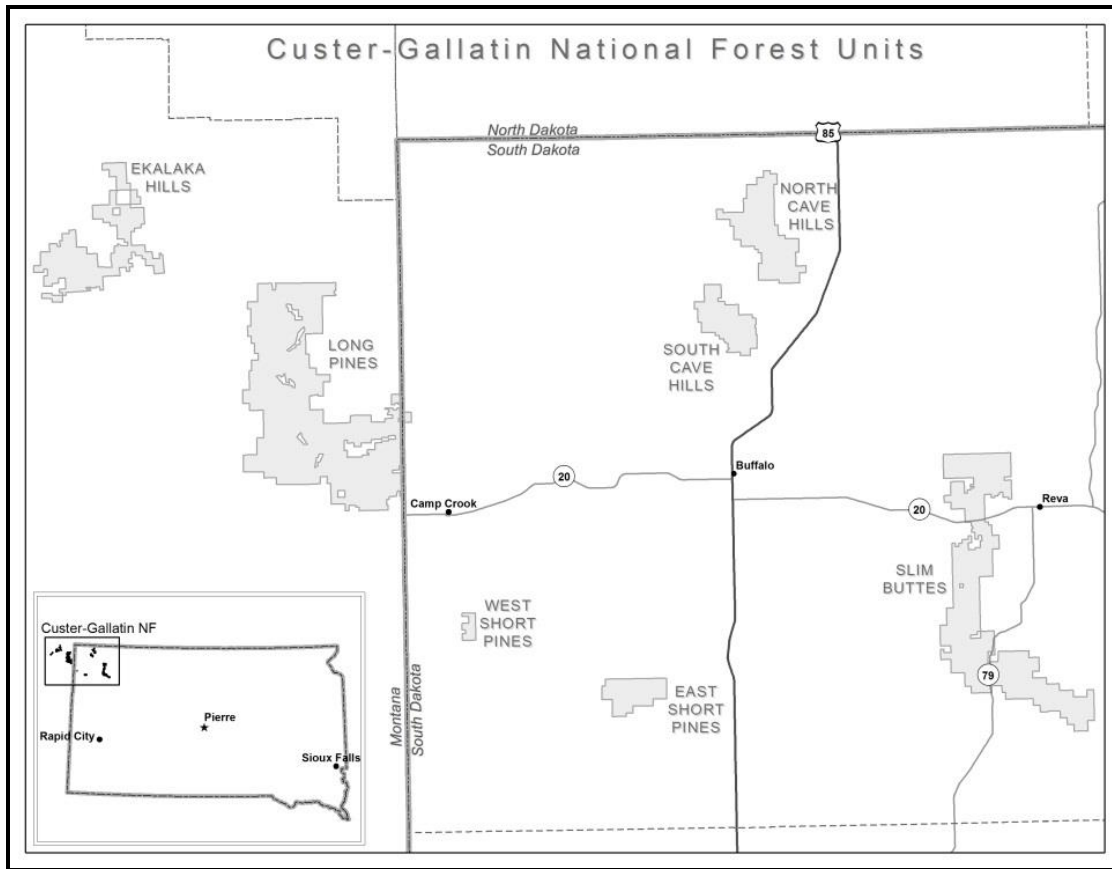 Custer-Gallatin National Forest Units
North Dakota
South Dakota
85
EKALAKA
HILLS
NORTH
CAVE
HILLS
LONG
PINES
SOUTH
CAVE
HILLS
Buffalo
20
Camp Crook
20
Reva
SLIM
BUTTES
WEST
SHORT
PINES
EAST
SHORT
PINES
79
Montana
South Dakota
Custer-Gallatin NF
Pierre
Rapid City
Sioux Falls